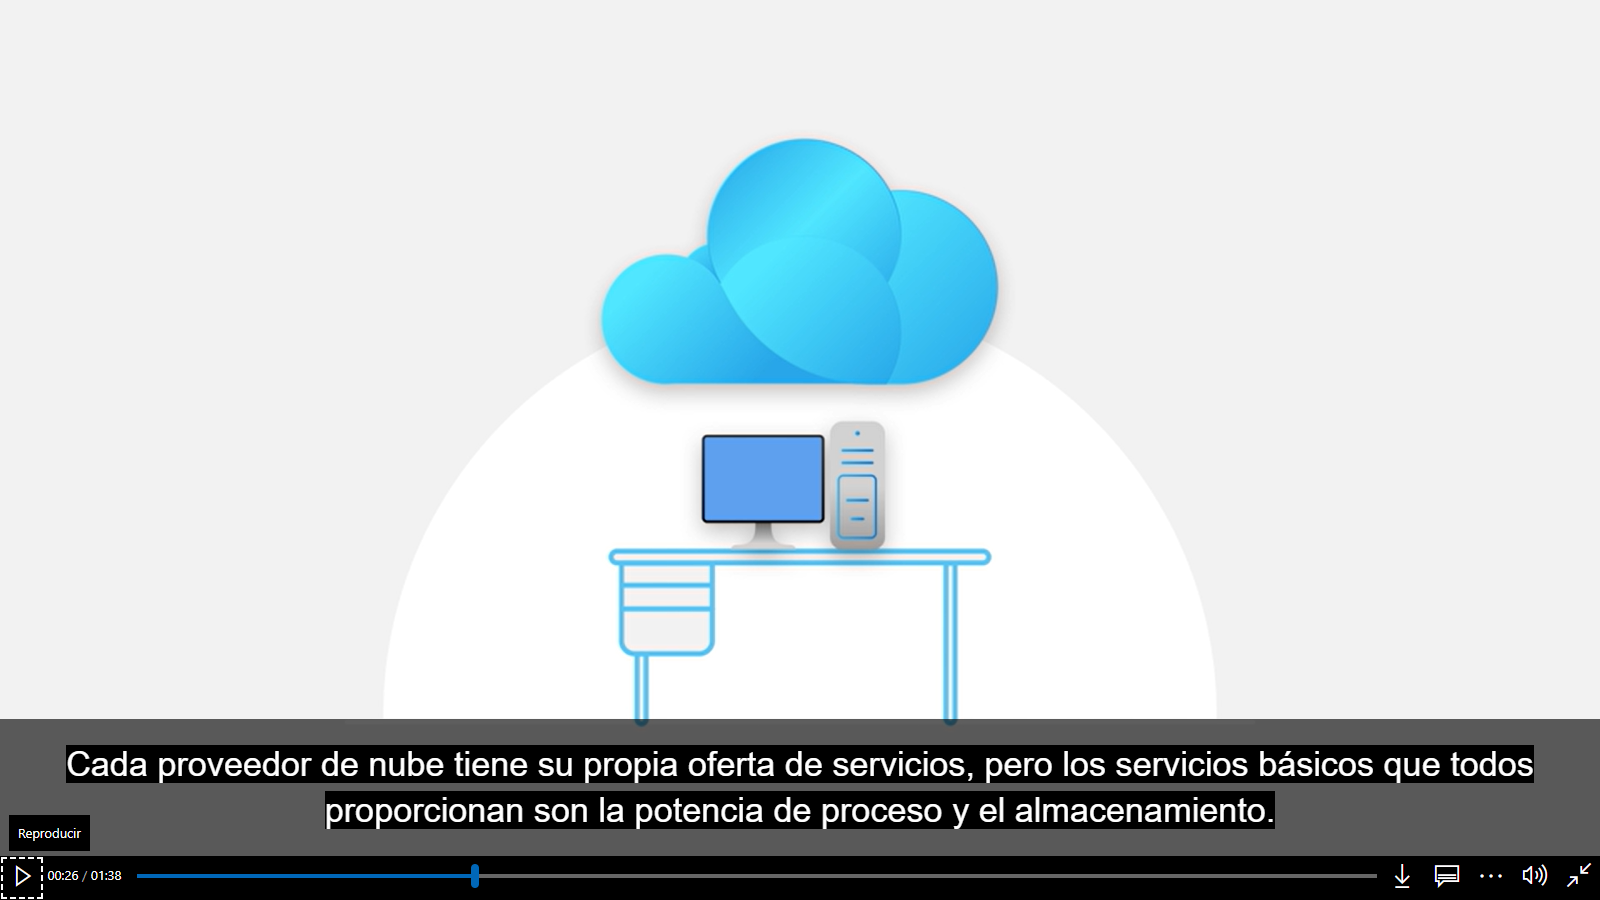 Cada proveedor de nube tiene su propia oferta de servicios, pero los servicios básicos que todos
proporcionan son la potencia de proceso y el almacenamiento.
Reproducir
00:26 / 01:38